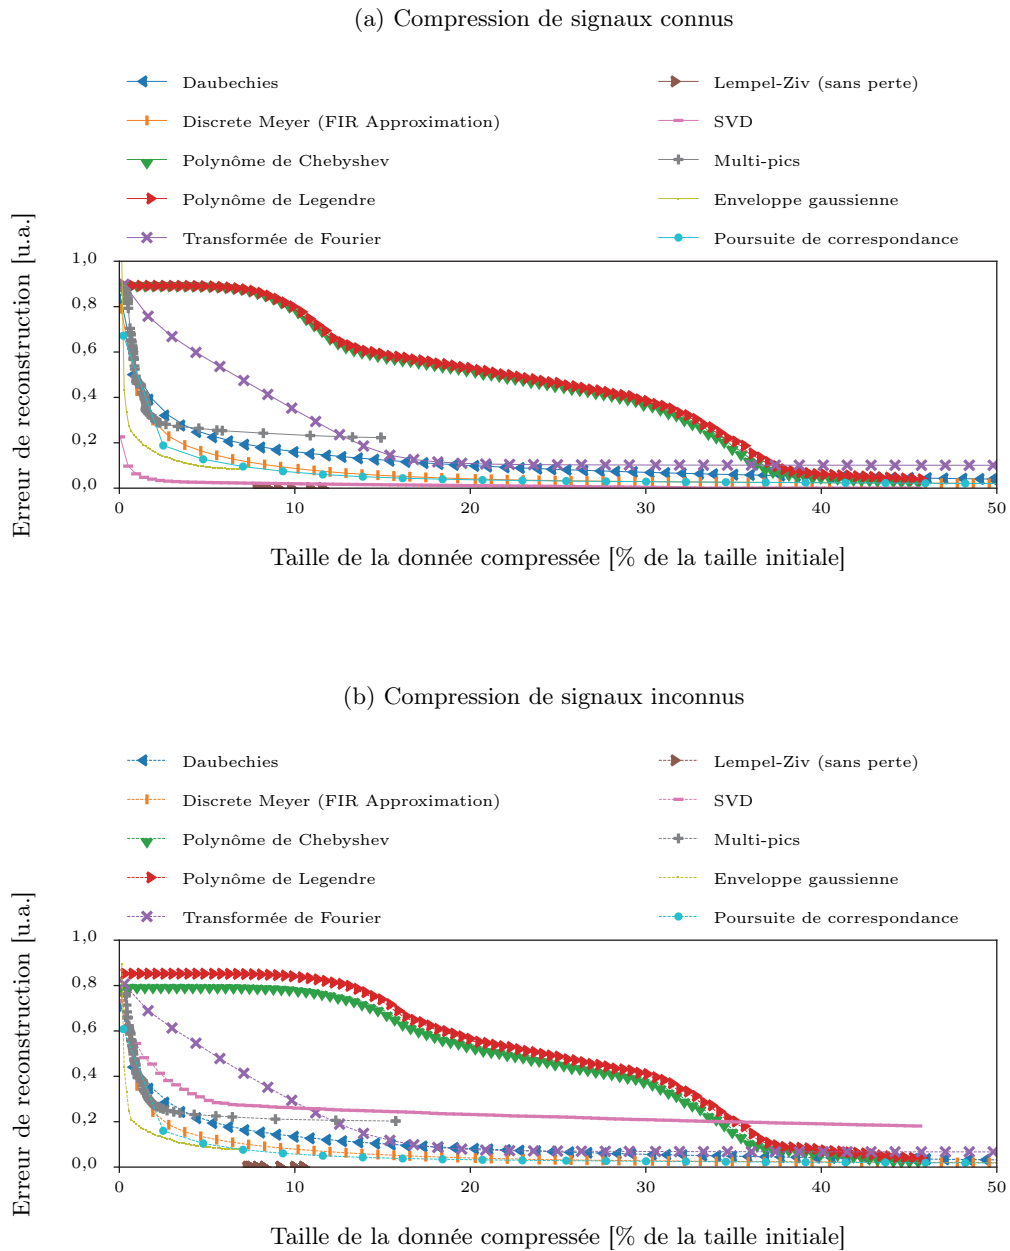 (a) Compression de signaux connus
Daubechies
Discrete Meyer (FIR Approximation)
Polynôme de Chebyshev
Polynôme de Legendre
Transformée de Fourier
Lempel-Ziv (sans perte)
SVD
Multi-pics
Enveloppe gaussienne
Poursuite de correspondance
Erreur de reconstruction [u.a.]
1,0
0,8
0,6
0,4
0,2
0,0
0 10 20 30 40 50
Taille de la donnée compressée [% de la taille initiale]
(b) Compression de signaux inconnus
Daubechies
Discrete Meyer (FIR Approximation)
Polynôme de Chebyshev
Polynôme de Legendre
Transformée de Fourier
Lempel-Ziv (sans perte)
SVD
Multi-pics
Enveloppe gaussienne
Poursuite de correspondance
Erreur de reconstruction [u.a.]
1,0
0,8
0,6
0,4
0,2
0,0
0 10 20 30 40 50
Taille de la donnée compressée [% de la taille initiale]